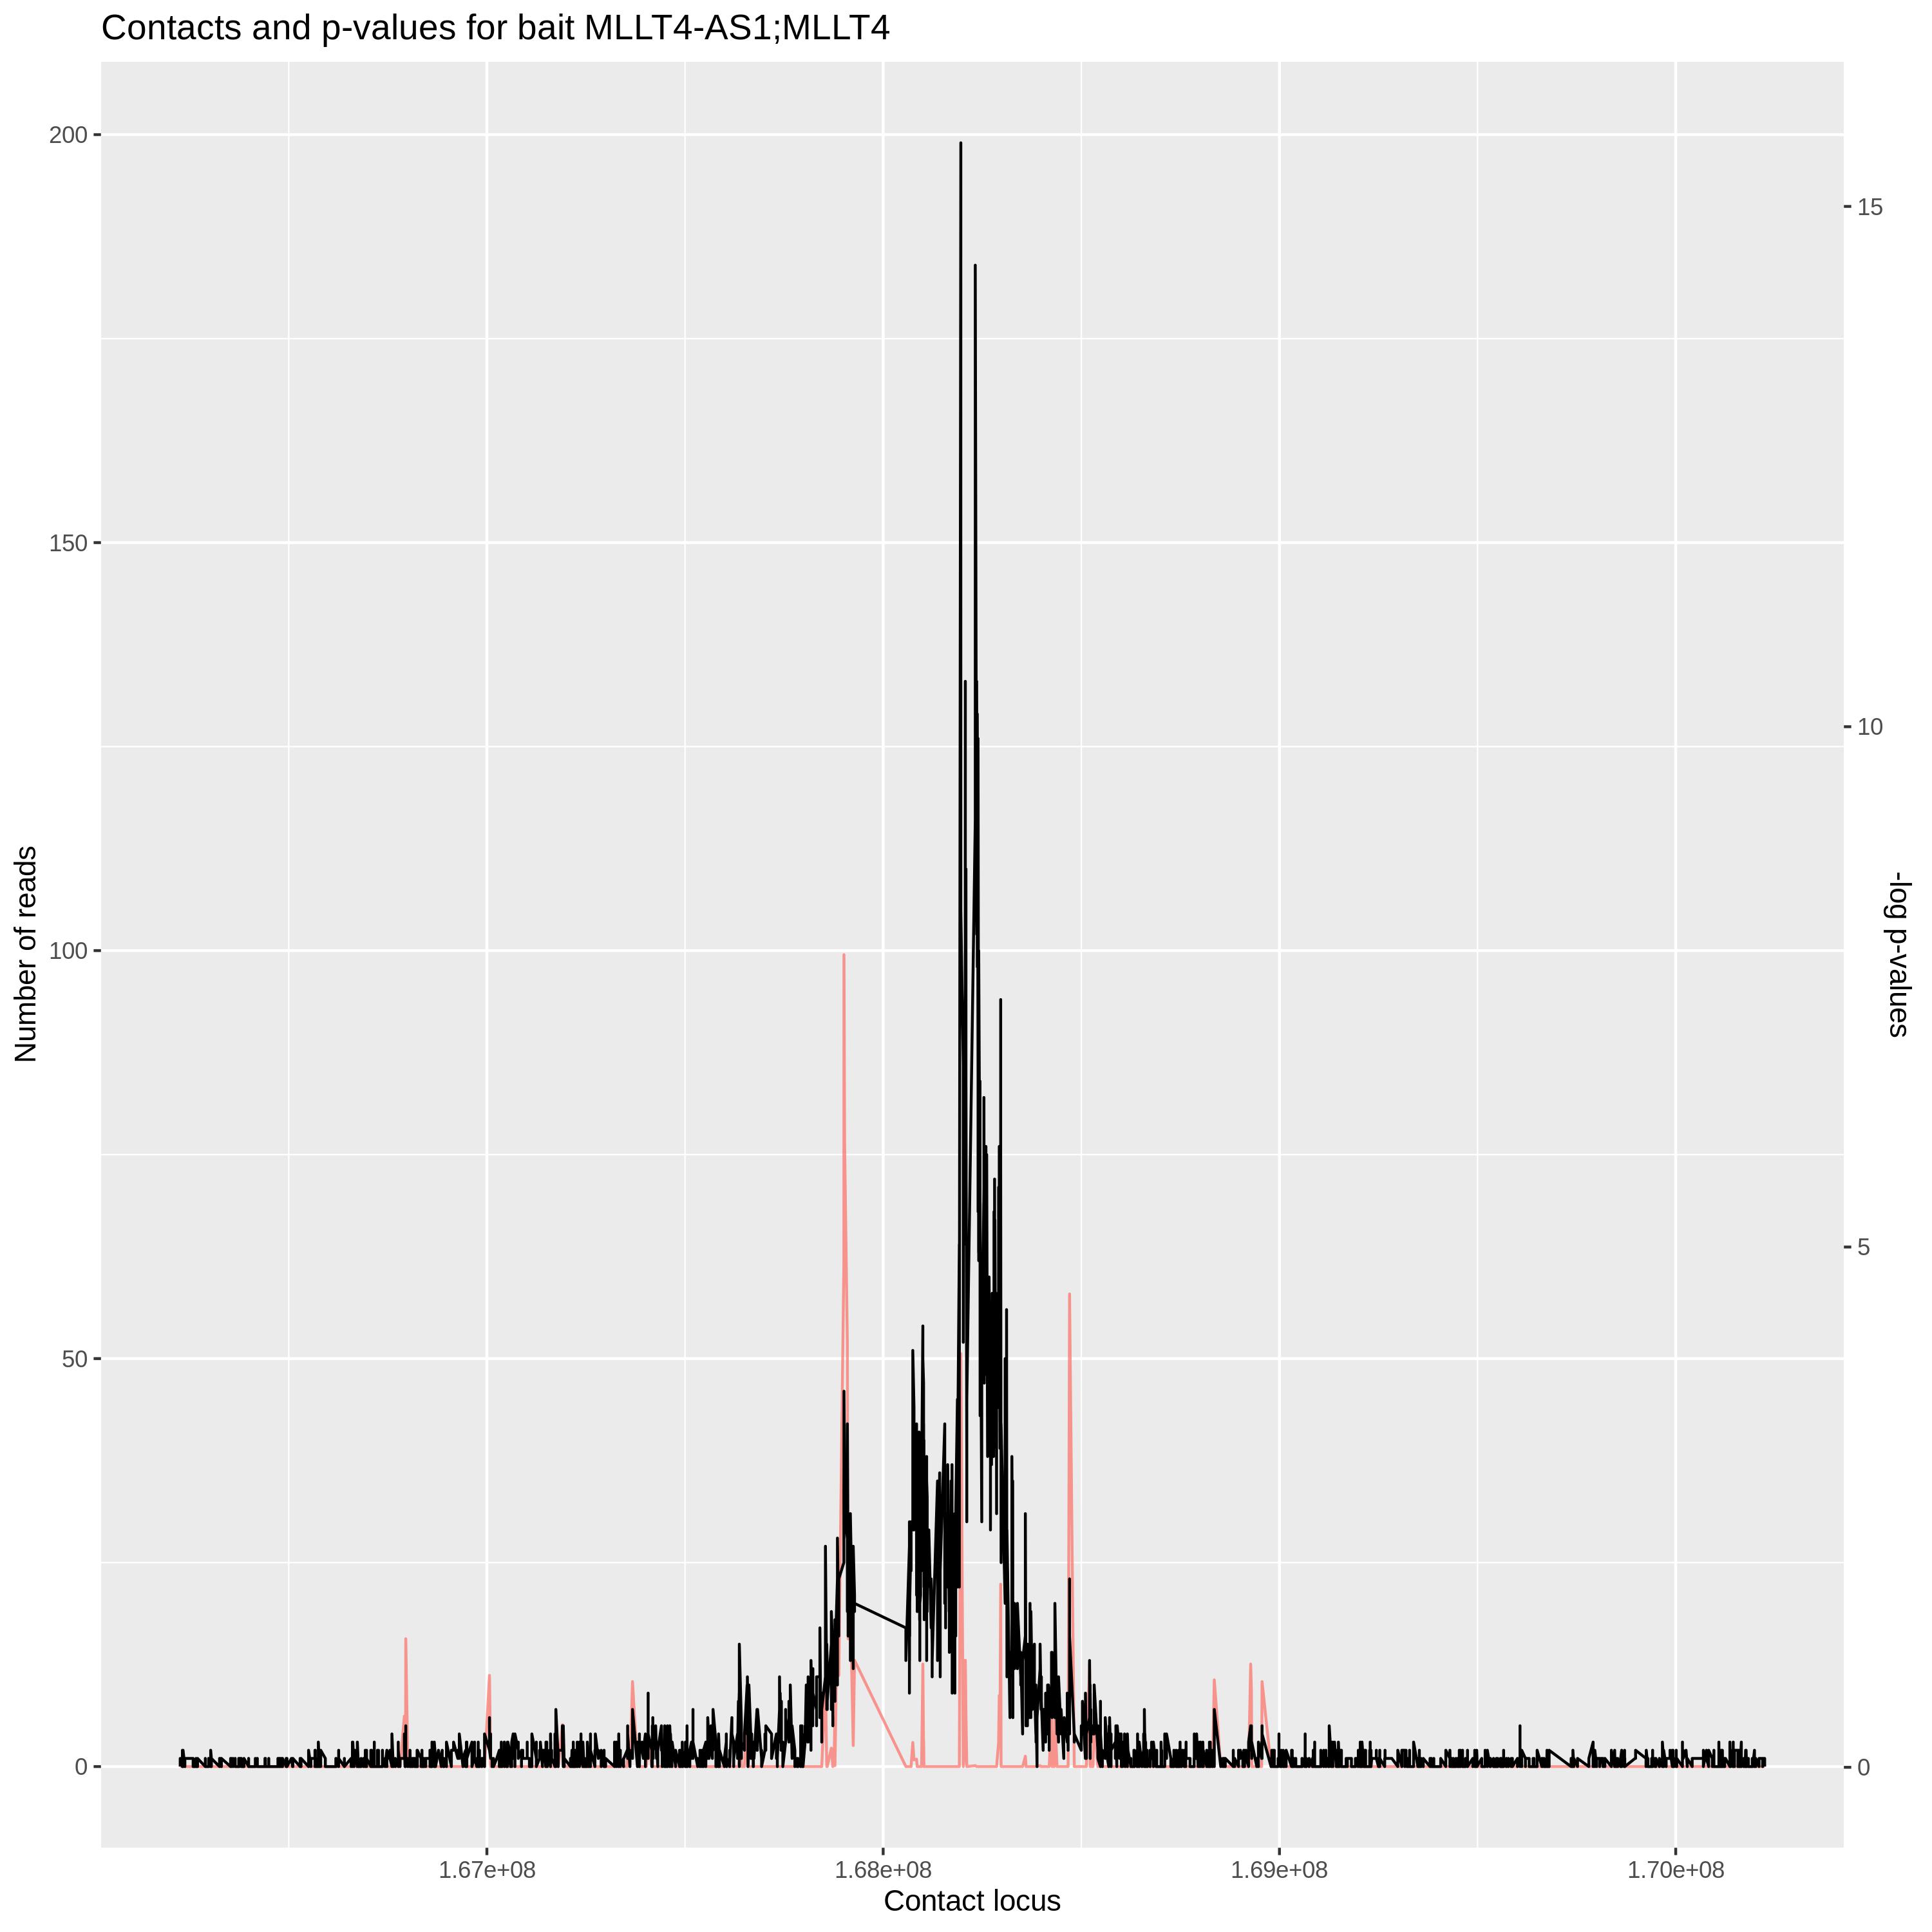 Contacts and p-values for bait MLLT4-AS1;MLLT4
200
150
100
50
0
Number of reads
15
10
5
0
-log p-values
1.67e+08
1.68e+08
1.69e+08
1.70e+08
Contact locus